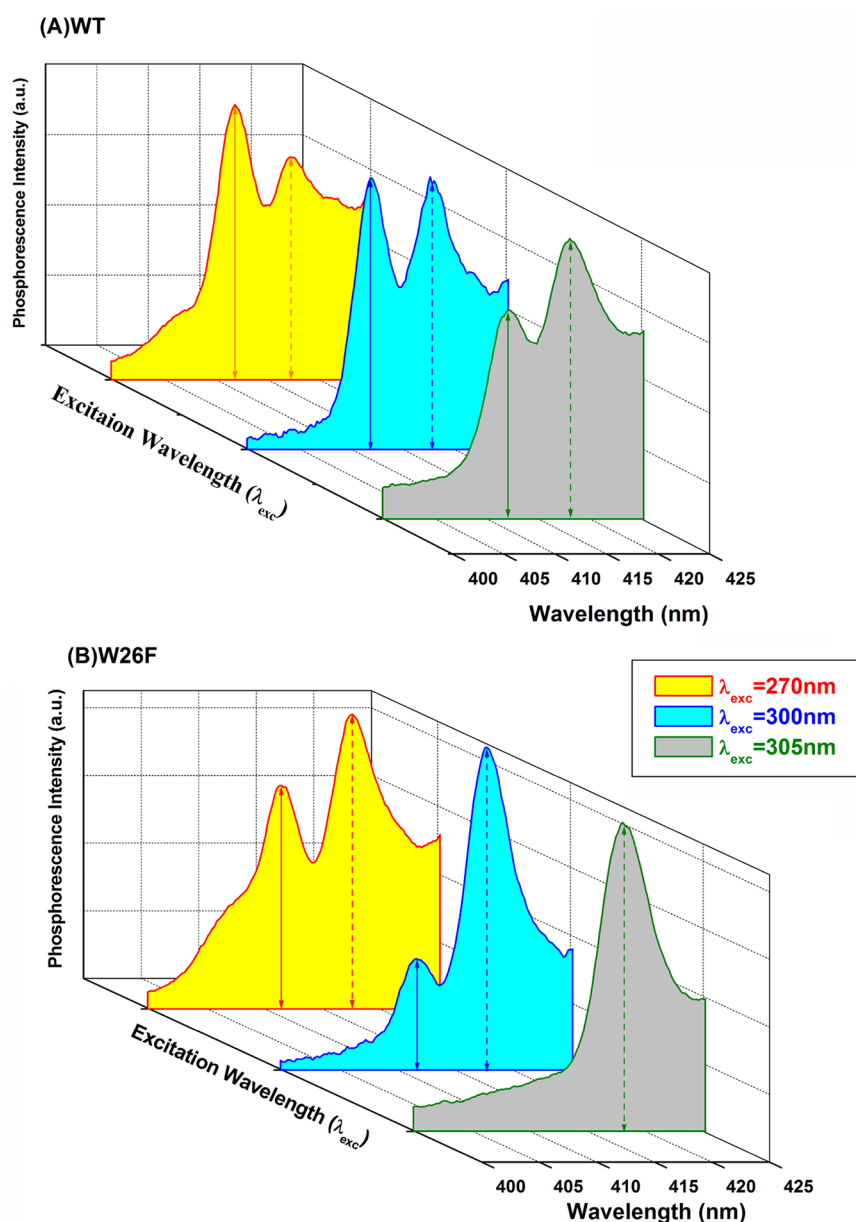 (A)WT
Phosphorescence Intensity (a.u.)
Excitaion Wavelength (λexc)
400 405 410 415 420 425
Wavelength (nm)
(B)W26F
λexc=270nm
λexc=300nm
λexc=305nm
Phosphorescence Intensity (a.u.)
Excitation Wavelength (λexc)
400 405 410 415 420 425
Wavelength (nm)